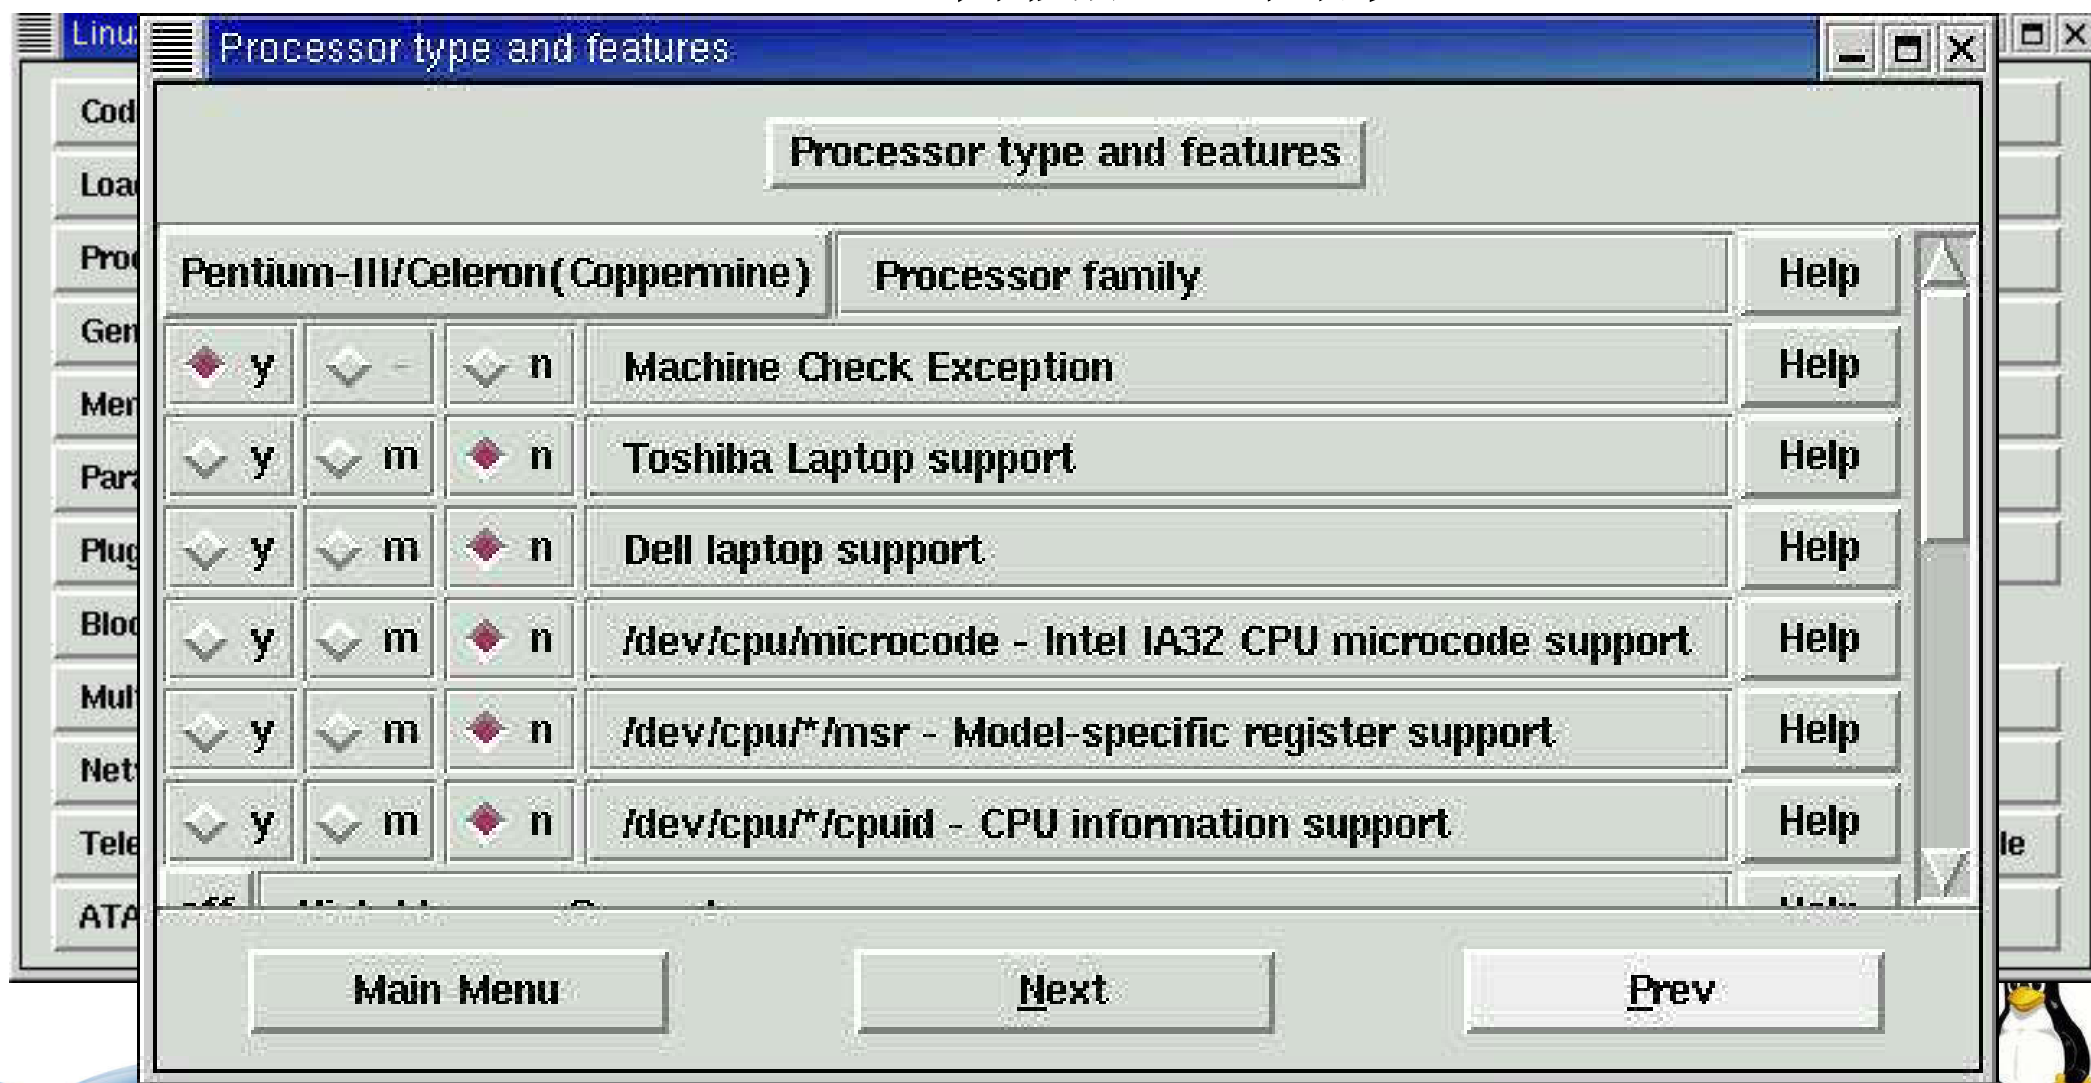 Processor type and features
Processor type and features
Pentium-III/Celeron(Coppermine) Processor family Help
y - n Machine Check Exception Help
y m n Toshiba Laptop support Help
y m n Dell laptop support Help
y m n /dev/cpu/microcode - Intel IA32 CPU microcode support Help
y m n /dev/cpu/*/msr - Model-specific register support Help
y m n /dev/cpu/*/cpuid - CPU information support Help
Main Menu Next Prev